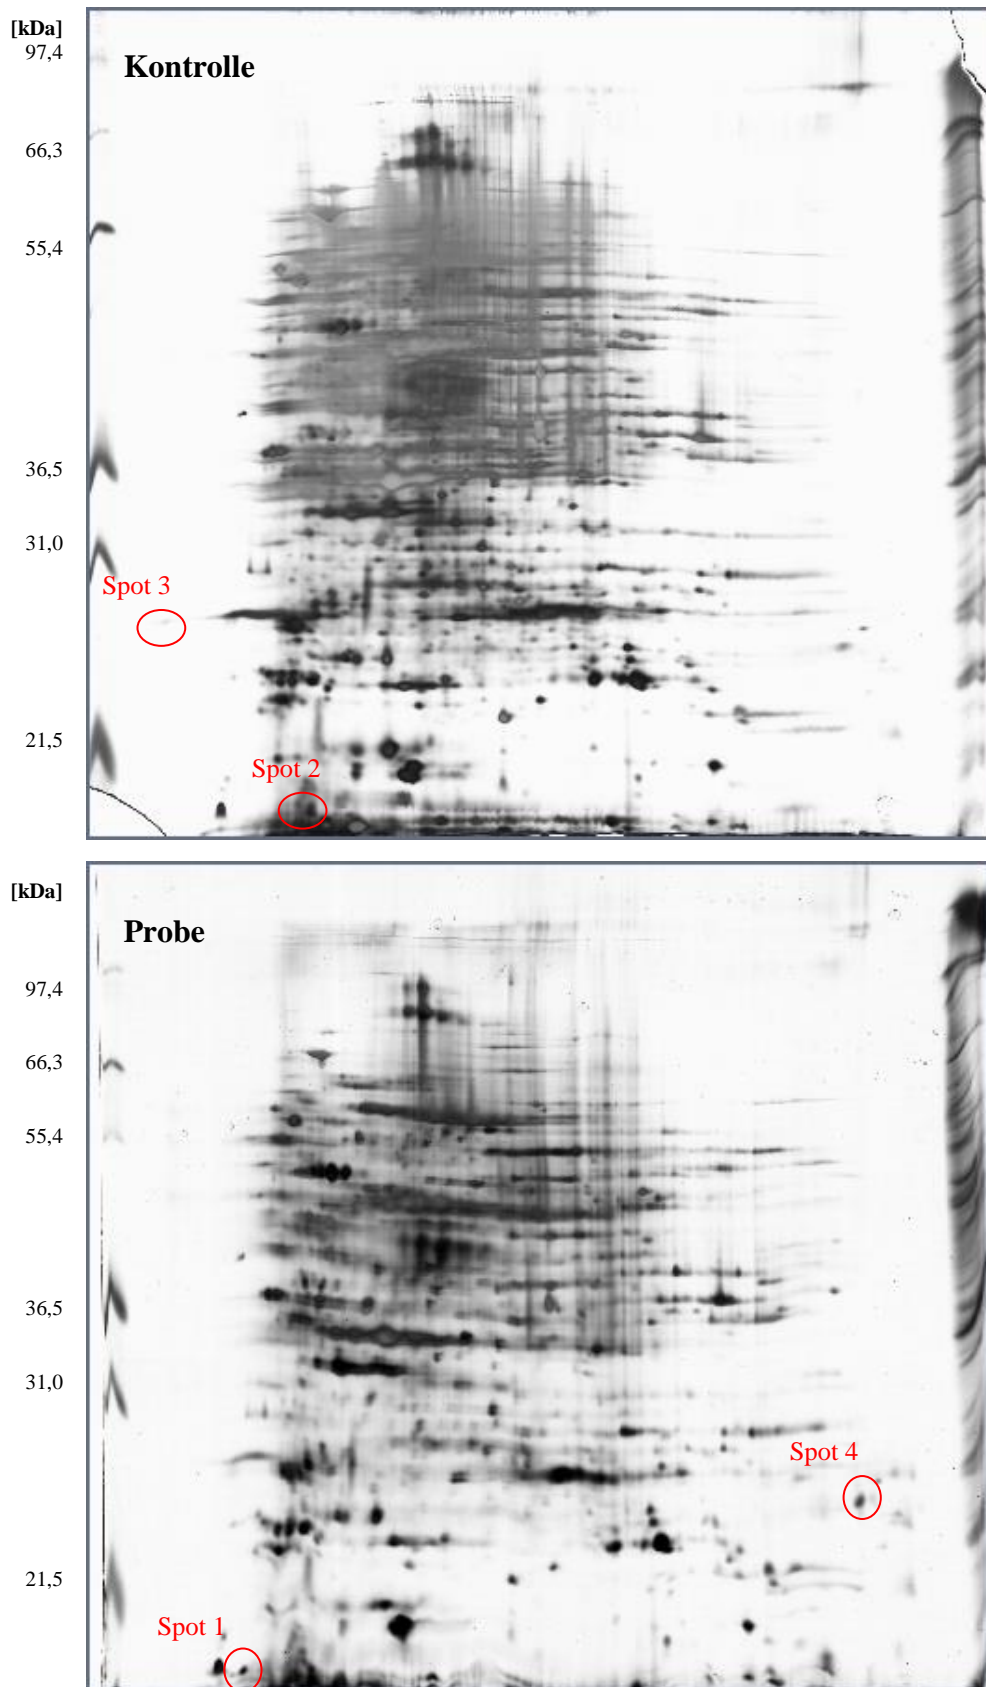 [kDa]
97,4
Kontrolle
66,3
55,4
36,5
31,0
Spot 3
21,5
Spot 2
[kDa]
Probe
97,4
66,3
55,4
36,5
31,0
Spot 4
21,5
Spot 1